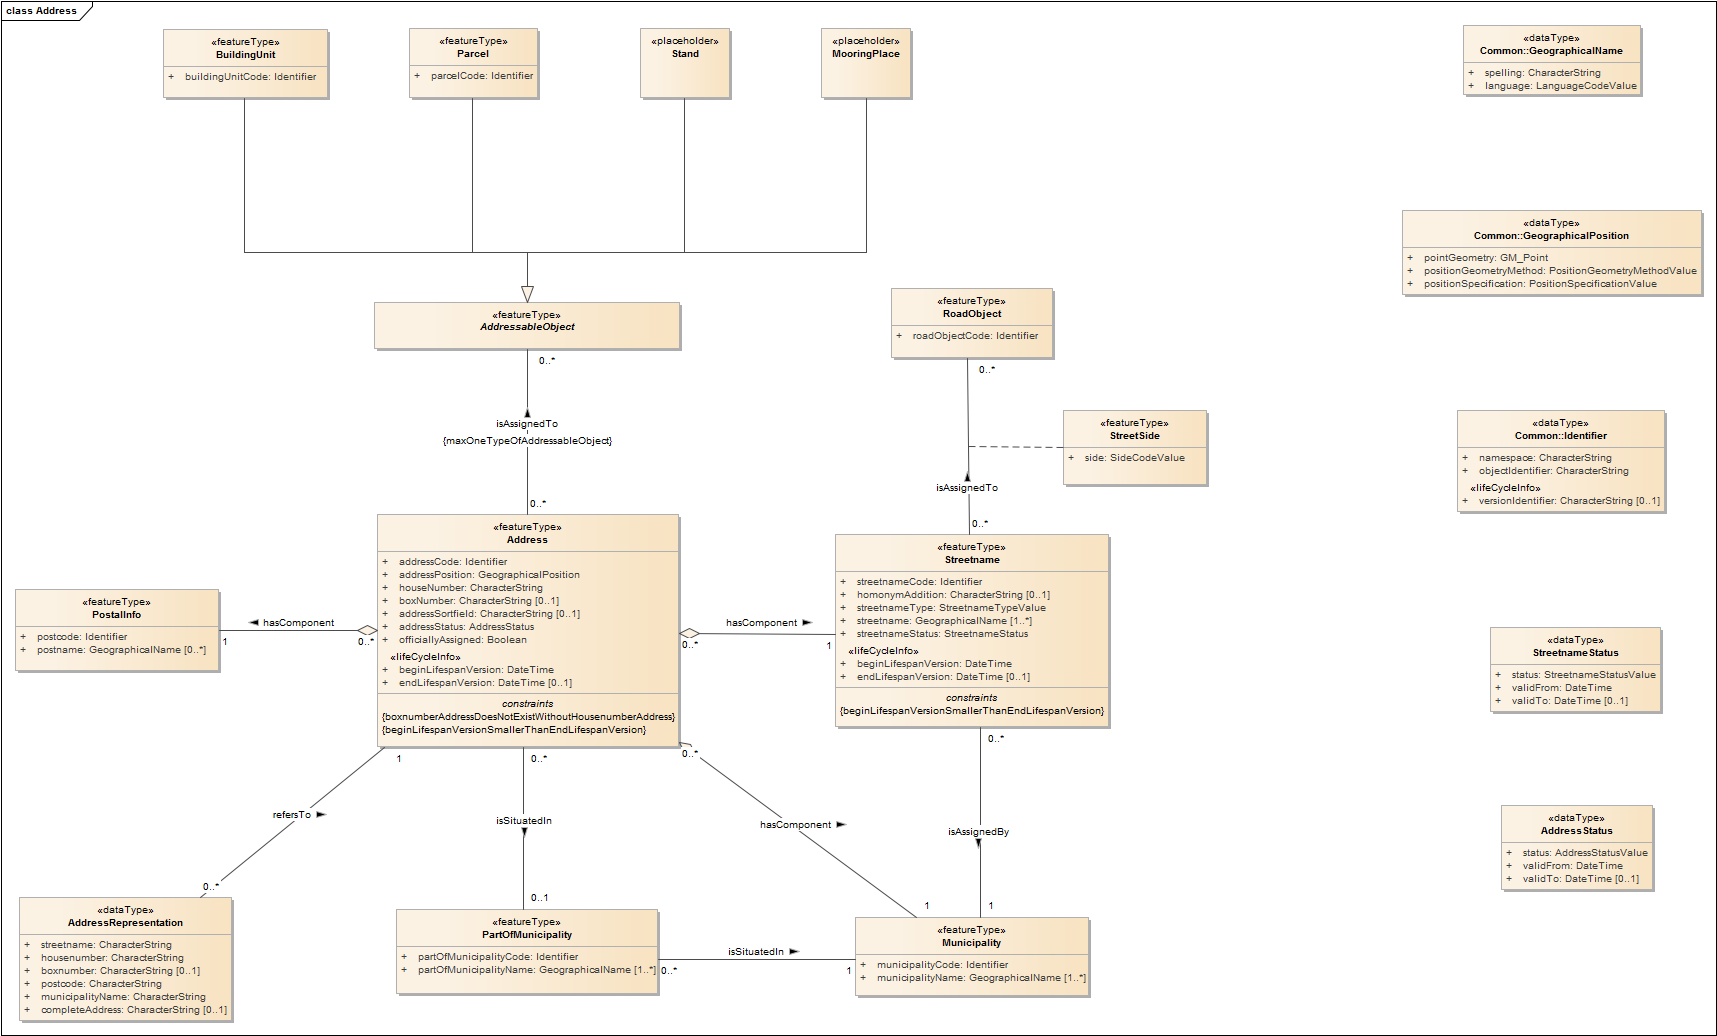 class Address
«featureType»
BuildingUnit
+ buildingUnitCode: Identifier
«featureType»
Parcel
+ parcelCode: Identifier
«placeholder»
Stand
«placeholder»
MooringPlace
«dataType»
Common::GeographicalName
+ spelling: CharacterString
+ language: LanguageCodeValue
«dataType»
Common::GeographicalPosition
+ pointGeometry: GM_Point
+ positionGeometryMethod: PositionGeometryMethodValue
+ positionSpecification: PositionSpecificationValue
«featureType»
AddressableObject
0..*
isAssignedTo
{maxOneTypeOfAddressableObject}
0..*
«featureType»
RoadObject
+ roadObjectCode: Identifier
0..*
«featureType»
StreetSide
+ side: SideCodeValue
isAssignedTo
0..*
«dataType»
Common::Identifier
+ namespace: CharacterString
+ objectIdentifier: CharacterString
«lifeCycleInfo»
+ versionIdentifier: CharacterString [0..1]
«featureType»
Address
+ addressCode: Identifier
+ addressPosition: GeographicalPosition
+ houseNumber: CharacterString
+ boxNumber: CharacterString [0..1]
+ addressSortfield: CharacterString [0..1]
+ addressStatus: AddressStatus
+ officiallyAssigned: Boolean
«lifeCycleInfo»
+ beginLifespanVersion: DateTime
+ endLifespanVersion: DateTime [0..1]
constraints
{boxnumberAddressDoesNotExistWithoutHousenumberAddress}
{beginLifespanVersionSmallerThanEndLifespanVersion}
«featureType»
Streetname
+ streetnameCode: Identifier
+ homonymAddition: CharacterString [0..1]
+ streetnameType: StreetnameTypeValue
+ streetname: GeographicalName [1..*]
+ streetnameStatus: StreetnameStatus
«lifeCycleInfo»
+ beginLifespanVersion: DateTime
+ endLifespanVersion: DateTime [0..1]
constraints
{beginLifespanVersionSmallerThanEndLifespanVersion}
«featureType»
PostalInfo
+ postcode: Identifier
+ postname: GeographicalName [0..*]
hasComponent
1
0..*
hasComponent
0..*
1
«dataType»
StreetnameStatus
+ status: StreetnameStatusValue
+ validFrom: DateTime
+ validTo: DateTime [0..1]
1
refersTo
0..*
0..*
isSituatedIn
0..1
0..*
hasComponent
1
0..*
isAssignedBy
1
«dataType»
AddressStatus
+ status: AddressStatusValue
+ validFrom: DateTime
+ validTo: DateTime [0..1]
«dataType»
AddressRepresentation
+ streetname: CharacterString
+ housenumber: CharacterString
+ boxnumber: CharacterString [0..1]
+ postcode: CharacterString
+ municipalityName: CharacterString
+ completeAddress: CharacterString [0..1]
«featureType»
PartOfMunicipality
+ partOfMunicipalityCode: Identifier
+ partOfMunicipalityName: GeographicalName [1..*]
isSituatedIn
0..*
1
«featureType»
Municipality
+ municipalityCode: Identifier
+ municipalityName: GeographicalName [1..*]